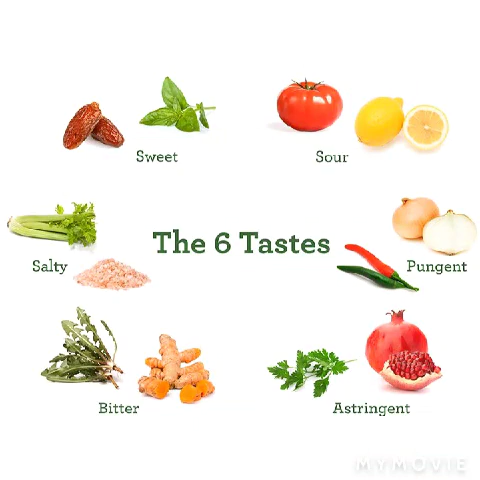 Sweet
Sour
The 6 Tastes
Salty
Pungent
Bitter
Astringent
MYMOVIE